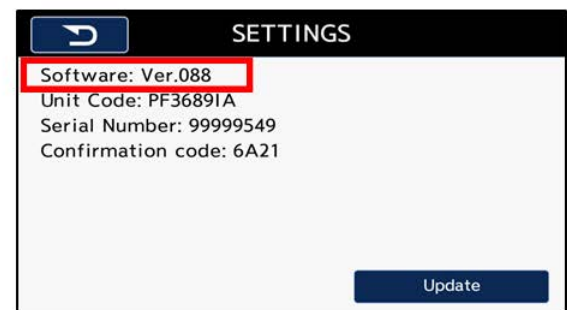 SETTINGS
Software: Ver.088
Unit Code: PF3689IA
Serial Number: 99999549
Confirmation code: 6A21
Update